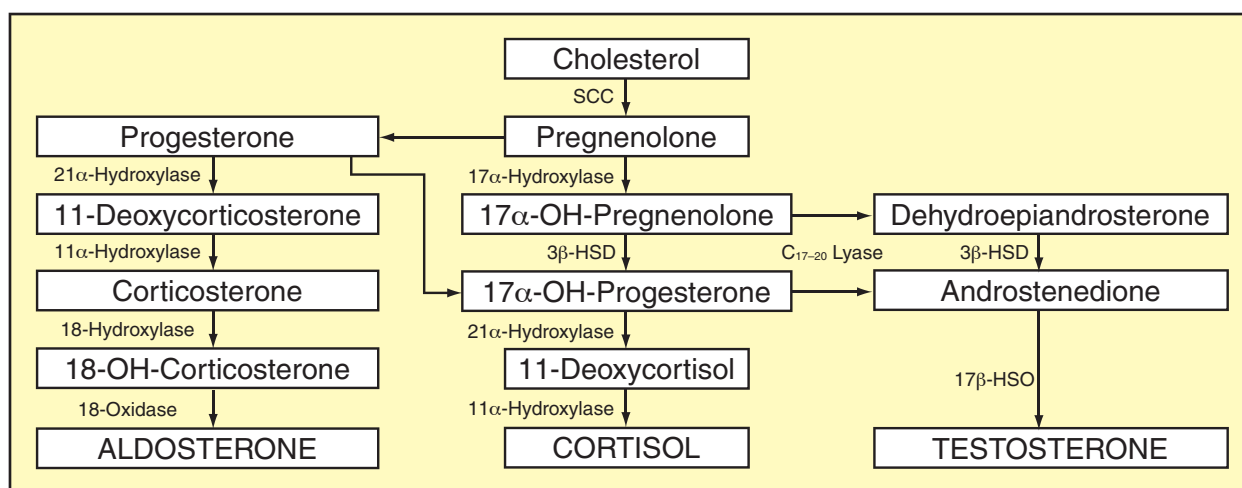 Cholesterol
SCC
Progesterone
Pregnenolone
21α-Hydroxylase
17α-Hydroxylase
11-Deoxycorticosterone
17α-OH-Pregnenolone
Dehydroepiandrosterone
11α-Hydroxylase
3β-HSD
C17–20 Lyase
3β-HSD
Corticosterone
17α-OH-Progesterone
Androstenedione
18-Hydroxylase
21α-Hydroxylase
18-OH-Corticosterone
11-Deoxycortisol
17β-HSO
18-Oxidase
11α-Hydroxylase
ALDOSTERONE
CORTISOL
TESTOSTERONE